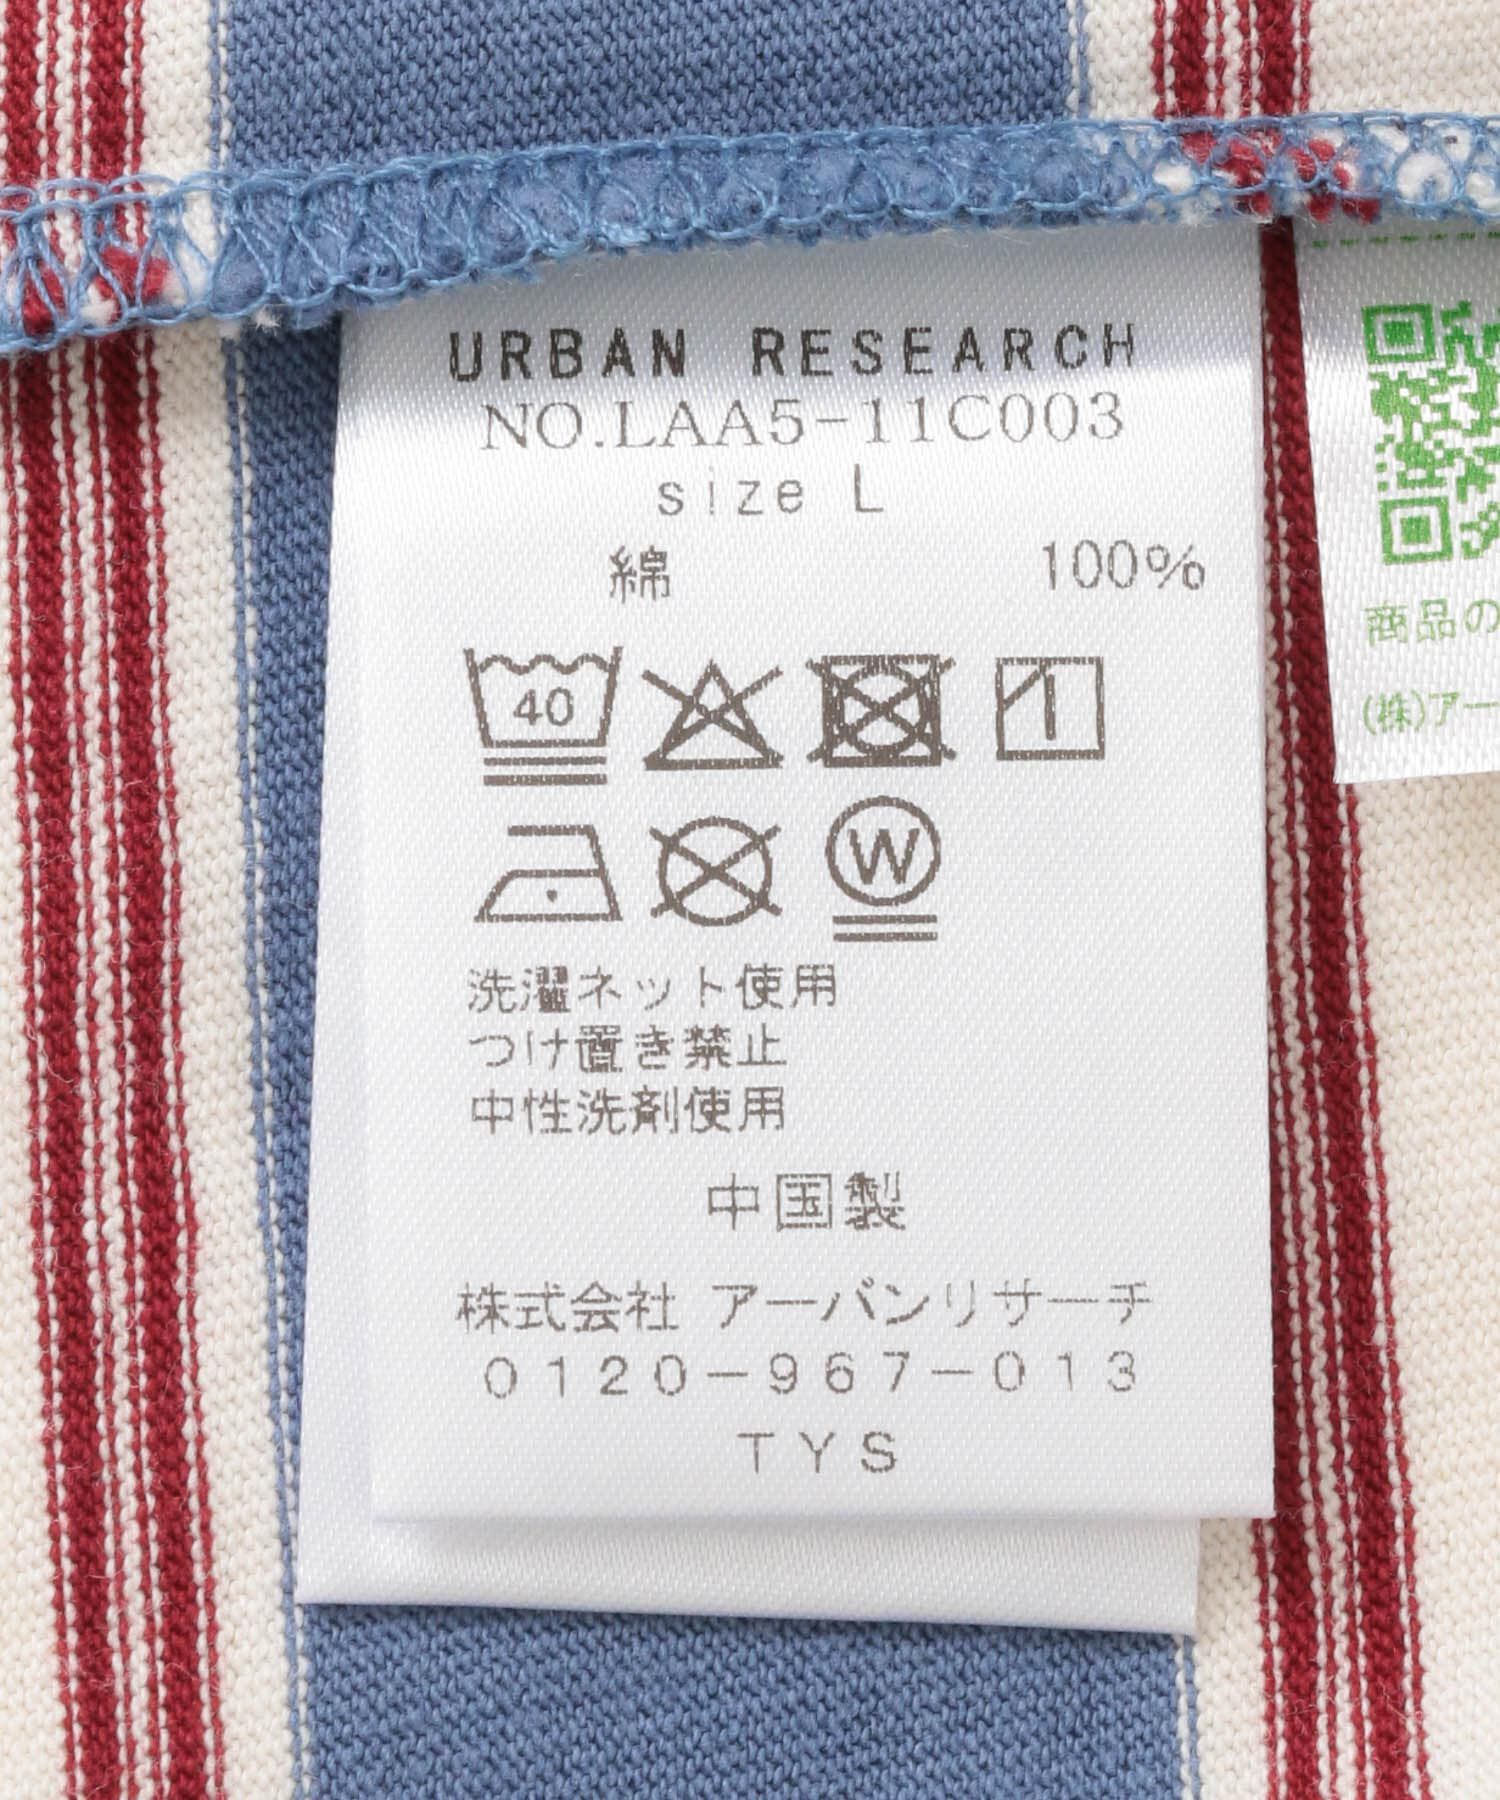 URBAN RESEARCH
NO.LAA5-11C003
size L
綿 100%
40
W
洗濯ネット使用
つけ置き禁止
中性洗剤使用
中国製
株式会社 アーバンリサーチ
0120-967-013
TYS
商品の
(株)アー